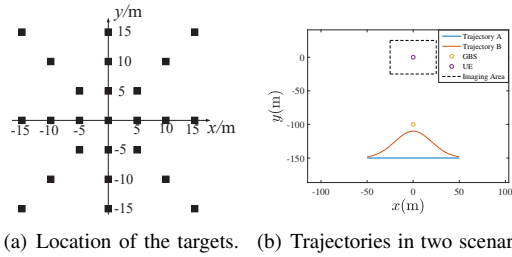 y/m
15
10
5
-15
-10
-5
5
10
15
x/m
-5
-10
-15
(a) Location of the targets.
Trajectory A
Trajectory B
GBS
UE
Imaging Area
0
-50
-100
-150
y(m)
-100
-50
0
50
100
x(m)
(b) Trajectories in two scenar